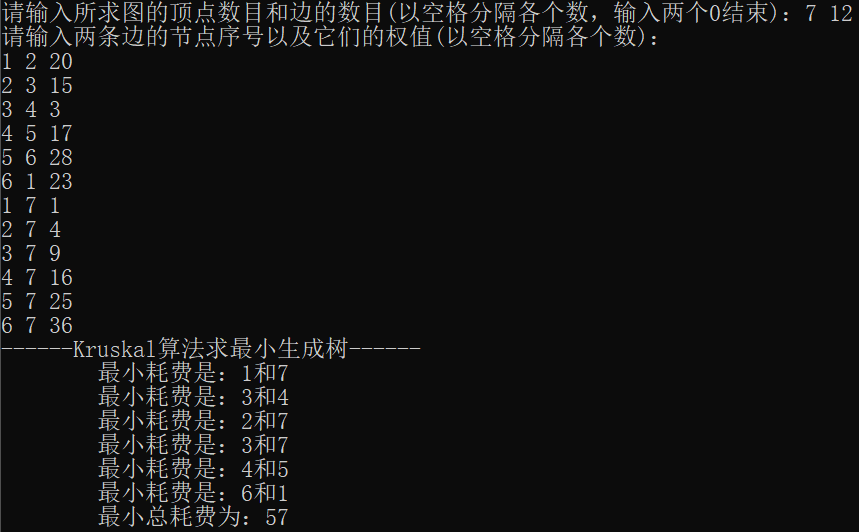 请输入所求图的顶点数目和边的数目(以空格分隔各个数，输入两个0结束)：7 12
请输入两条边的节点序号以及它们的权值(以空格分隔各个数)：
1 2 20
2 3 15
3 4 3
4 5 17
5 6 28
6 1 23
1 7 1
2 7 4
3 7 9
4 7 16
5 7 25
6 7 36
------Kruskal算法求最小生成树------
最小耗费是：1和7
最小耗费是：3和4
最小耗费是：2和7
最小耗费是：3和7
最小耗费是：4和5
最小耗费是：6和1
最小总耗费为：57